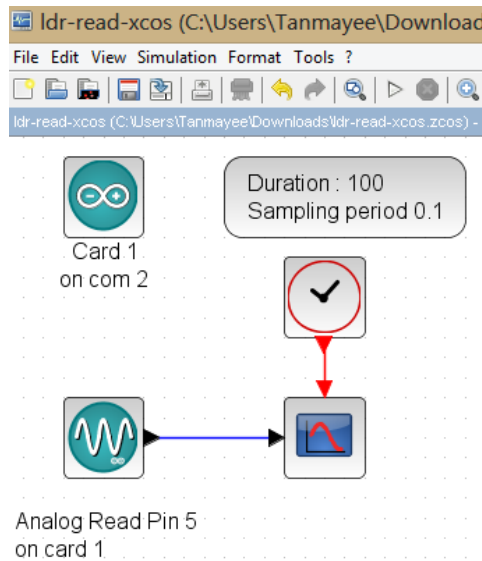 ldr-read-xcos (C:\Users\Tanmayee\Download
File Edit View Simulation Format Tools ?
ldr-read-xcos (C:\Users\Tanmayee\Downloads\ldr-read-xcos.zcos) -
Duration : 100
Sampling period 0.1
Card 1
on com 2
Analog Read Pin 5
on card 1